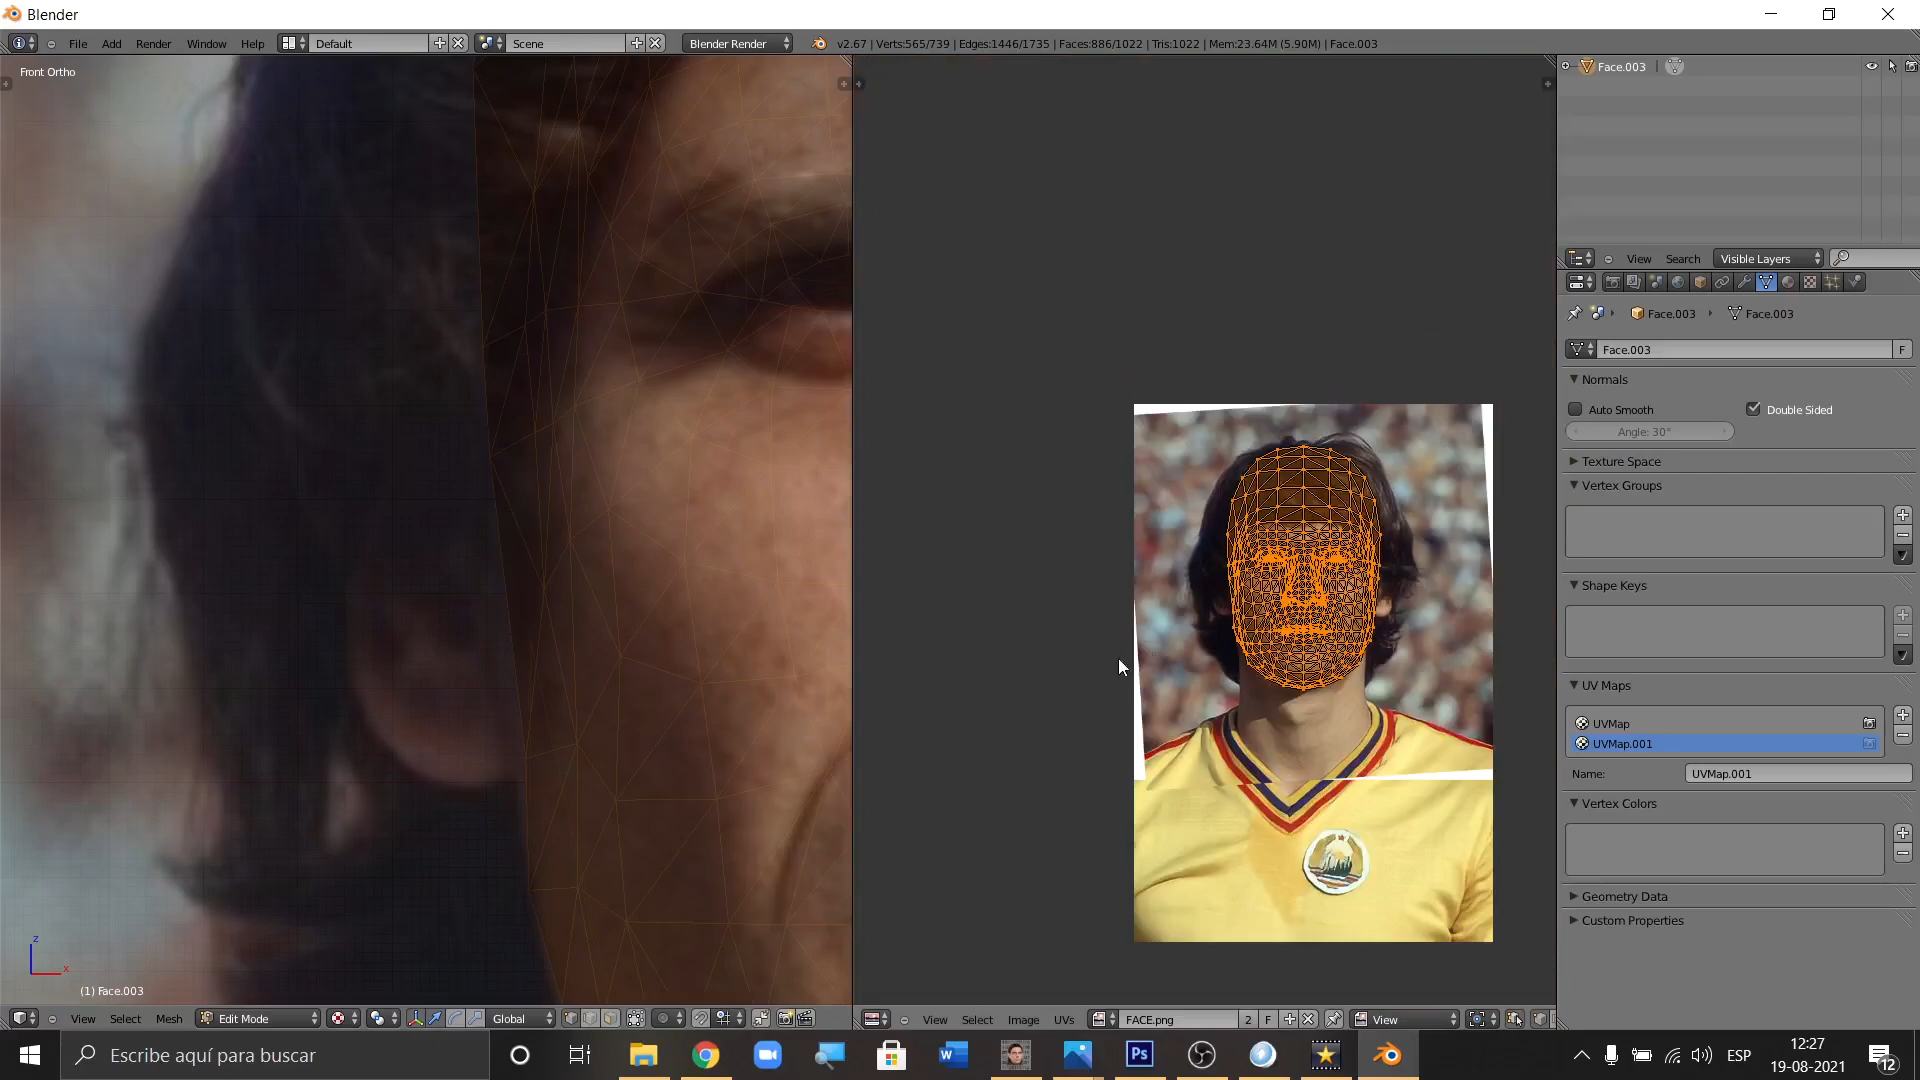 Blender
File Add Render Window Help Default Scene Blender Render v2.67 | Verts:565/739 | Edges:1446/1735 | Faces:886/1022 | Tris:1022 | Mem:23.64M (5.90M) | Face.003
Front Ortho
Face.003
View Search Visible Layers
Face.003 Face.003
Face.003 F
Normals
Auto Smooth Double Sided
Angle: 30°
Texture Space
Vertex Groups
Shape Keys
UV Maps
UVMap
UVMap.001
Name: UVMap.001
Vertex Colors
Geometry Data
Custom Properties
z
x
(1) Face.003
View Select Mesh Edit Mode Global
View Select Image UVs FACE.png 2 F View
Escribe aquí para buscar
W
Ps
ESP
12:27
19-08-2021
12